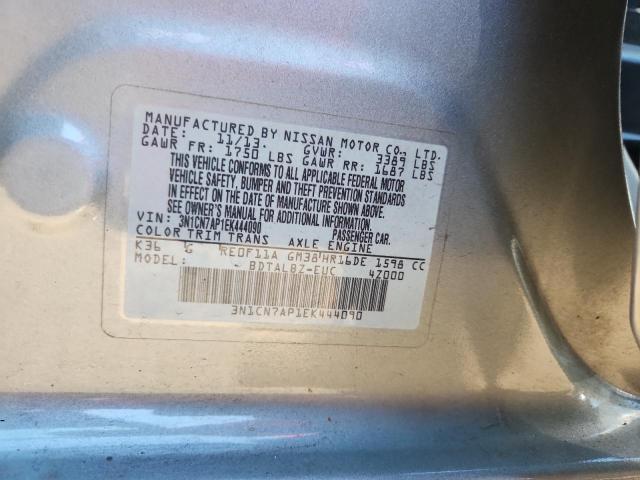 MANUFACTURED BY NISSAN MOTOR CO., LTD.
DATE: 11/13. GVWR: 3389 LBS
GAWR FR: 1750 LBS GAWR RR: 1687 LBS
THIS VEHICLE CONFORMS TO ALL APPLICABLE FEDERAL MOTOR
VEHICLE SAFETY, BUMPER AND THEFT PREVENTION STANDARDS
IN EFFECT ON THE DATE OF MANUFACTURE SHOWN ABOVE.
SEE OWNER'S MANUAL FOR ADDITIONAL INFORMATION
VIN: 3N1CN7AP1EK444090 PASSENGER CAR.
COLOR TRIM TRANS AXLE ENGINE
K36 G RE0F11A GM38 HR16DE 1598 CC
MODEL: BDTALBZ-EUC 4Z000
3N1CN7AP1EK444090